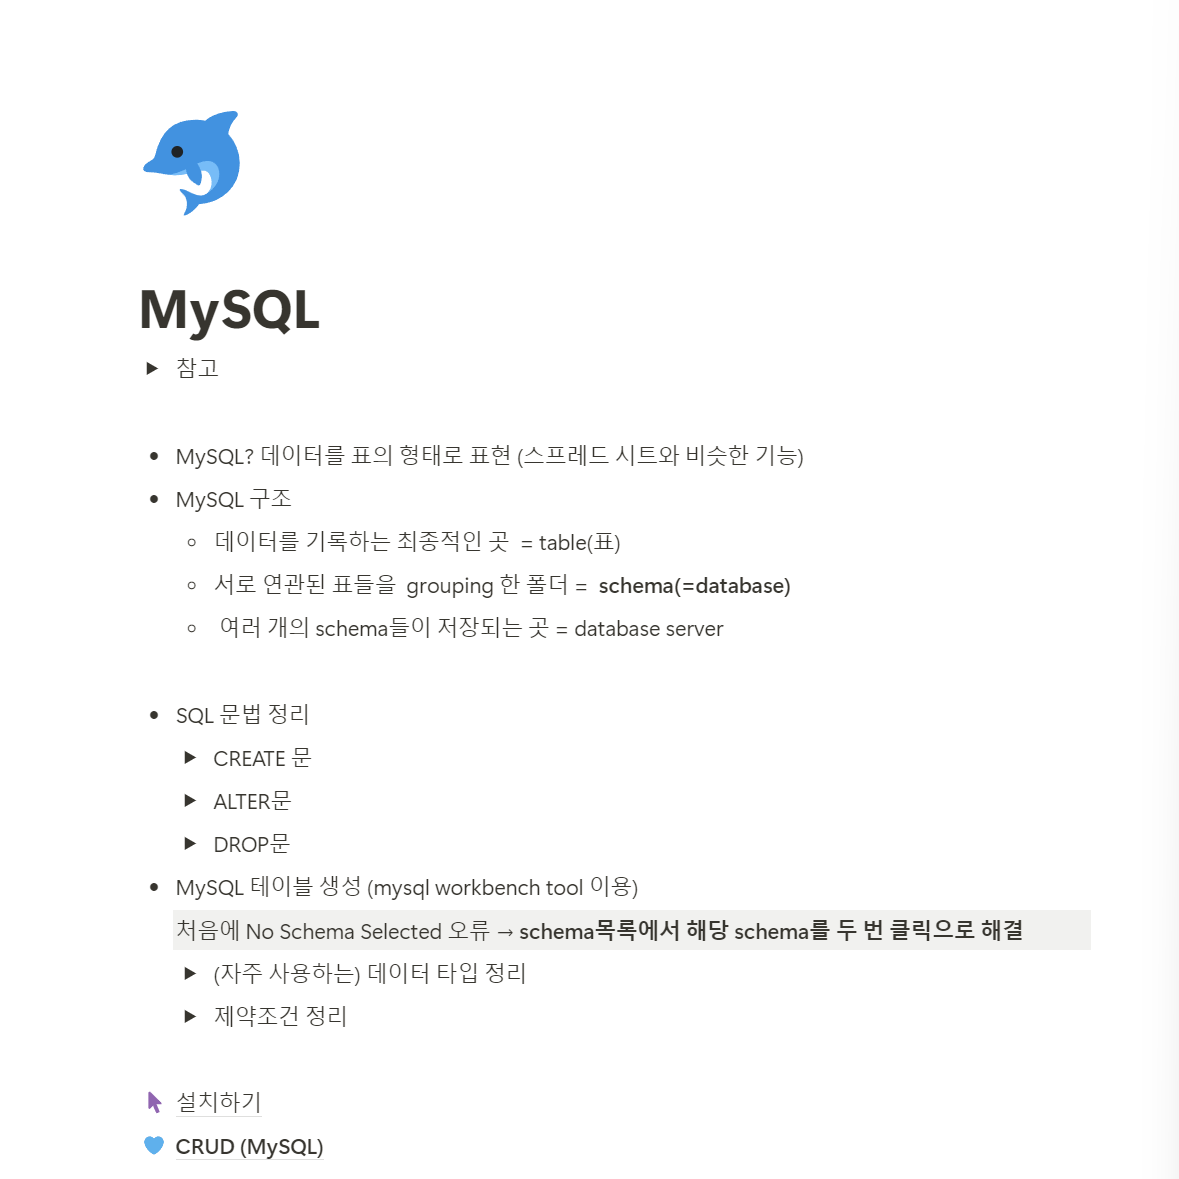 MySQL
참고
MySQL? 데이터를 표의 형태로 표현 (스프레드 시트와 비슷한 기능)
MySQL 구조
데이터를 기록하는 최종적인 곳 = table(표)
서로 연관된 표들을 grouping 한 폴더 = schema(=database)
여러 개의 schema들이 저장되는 곳 = database server
SQL 문법 정리
CREATE 문
ALTER문
DROP문
MySQL 테이블 생성 (mysql workbench tool 이용)
처음에 No Schema Selected 오류 → schema목록에서 해당 schema를 두 번 클릭으로 해결
(자주 사용하는) 데이터 타입 정리
제약조건 정리
설치하기
CRUD (MySQL)